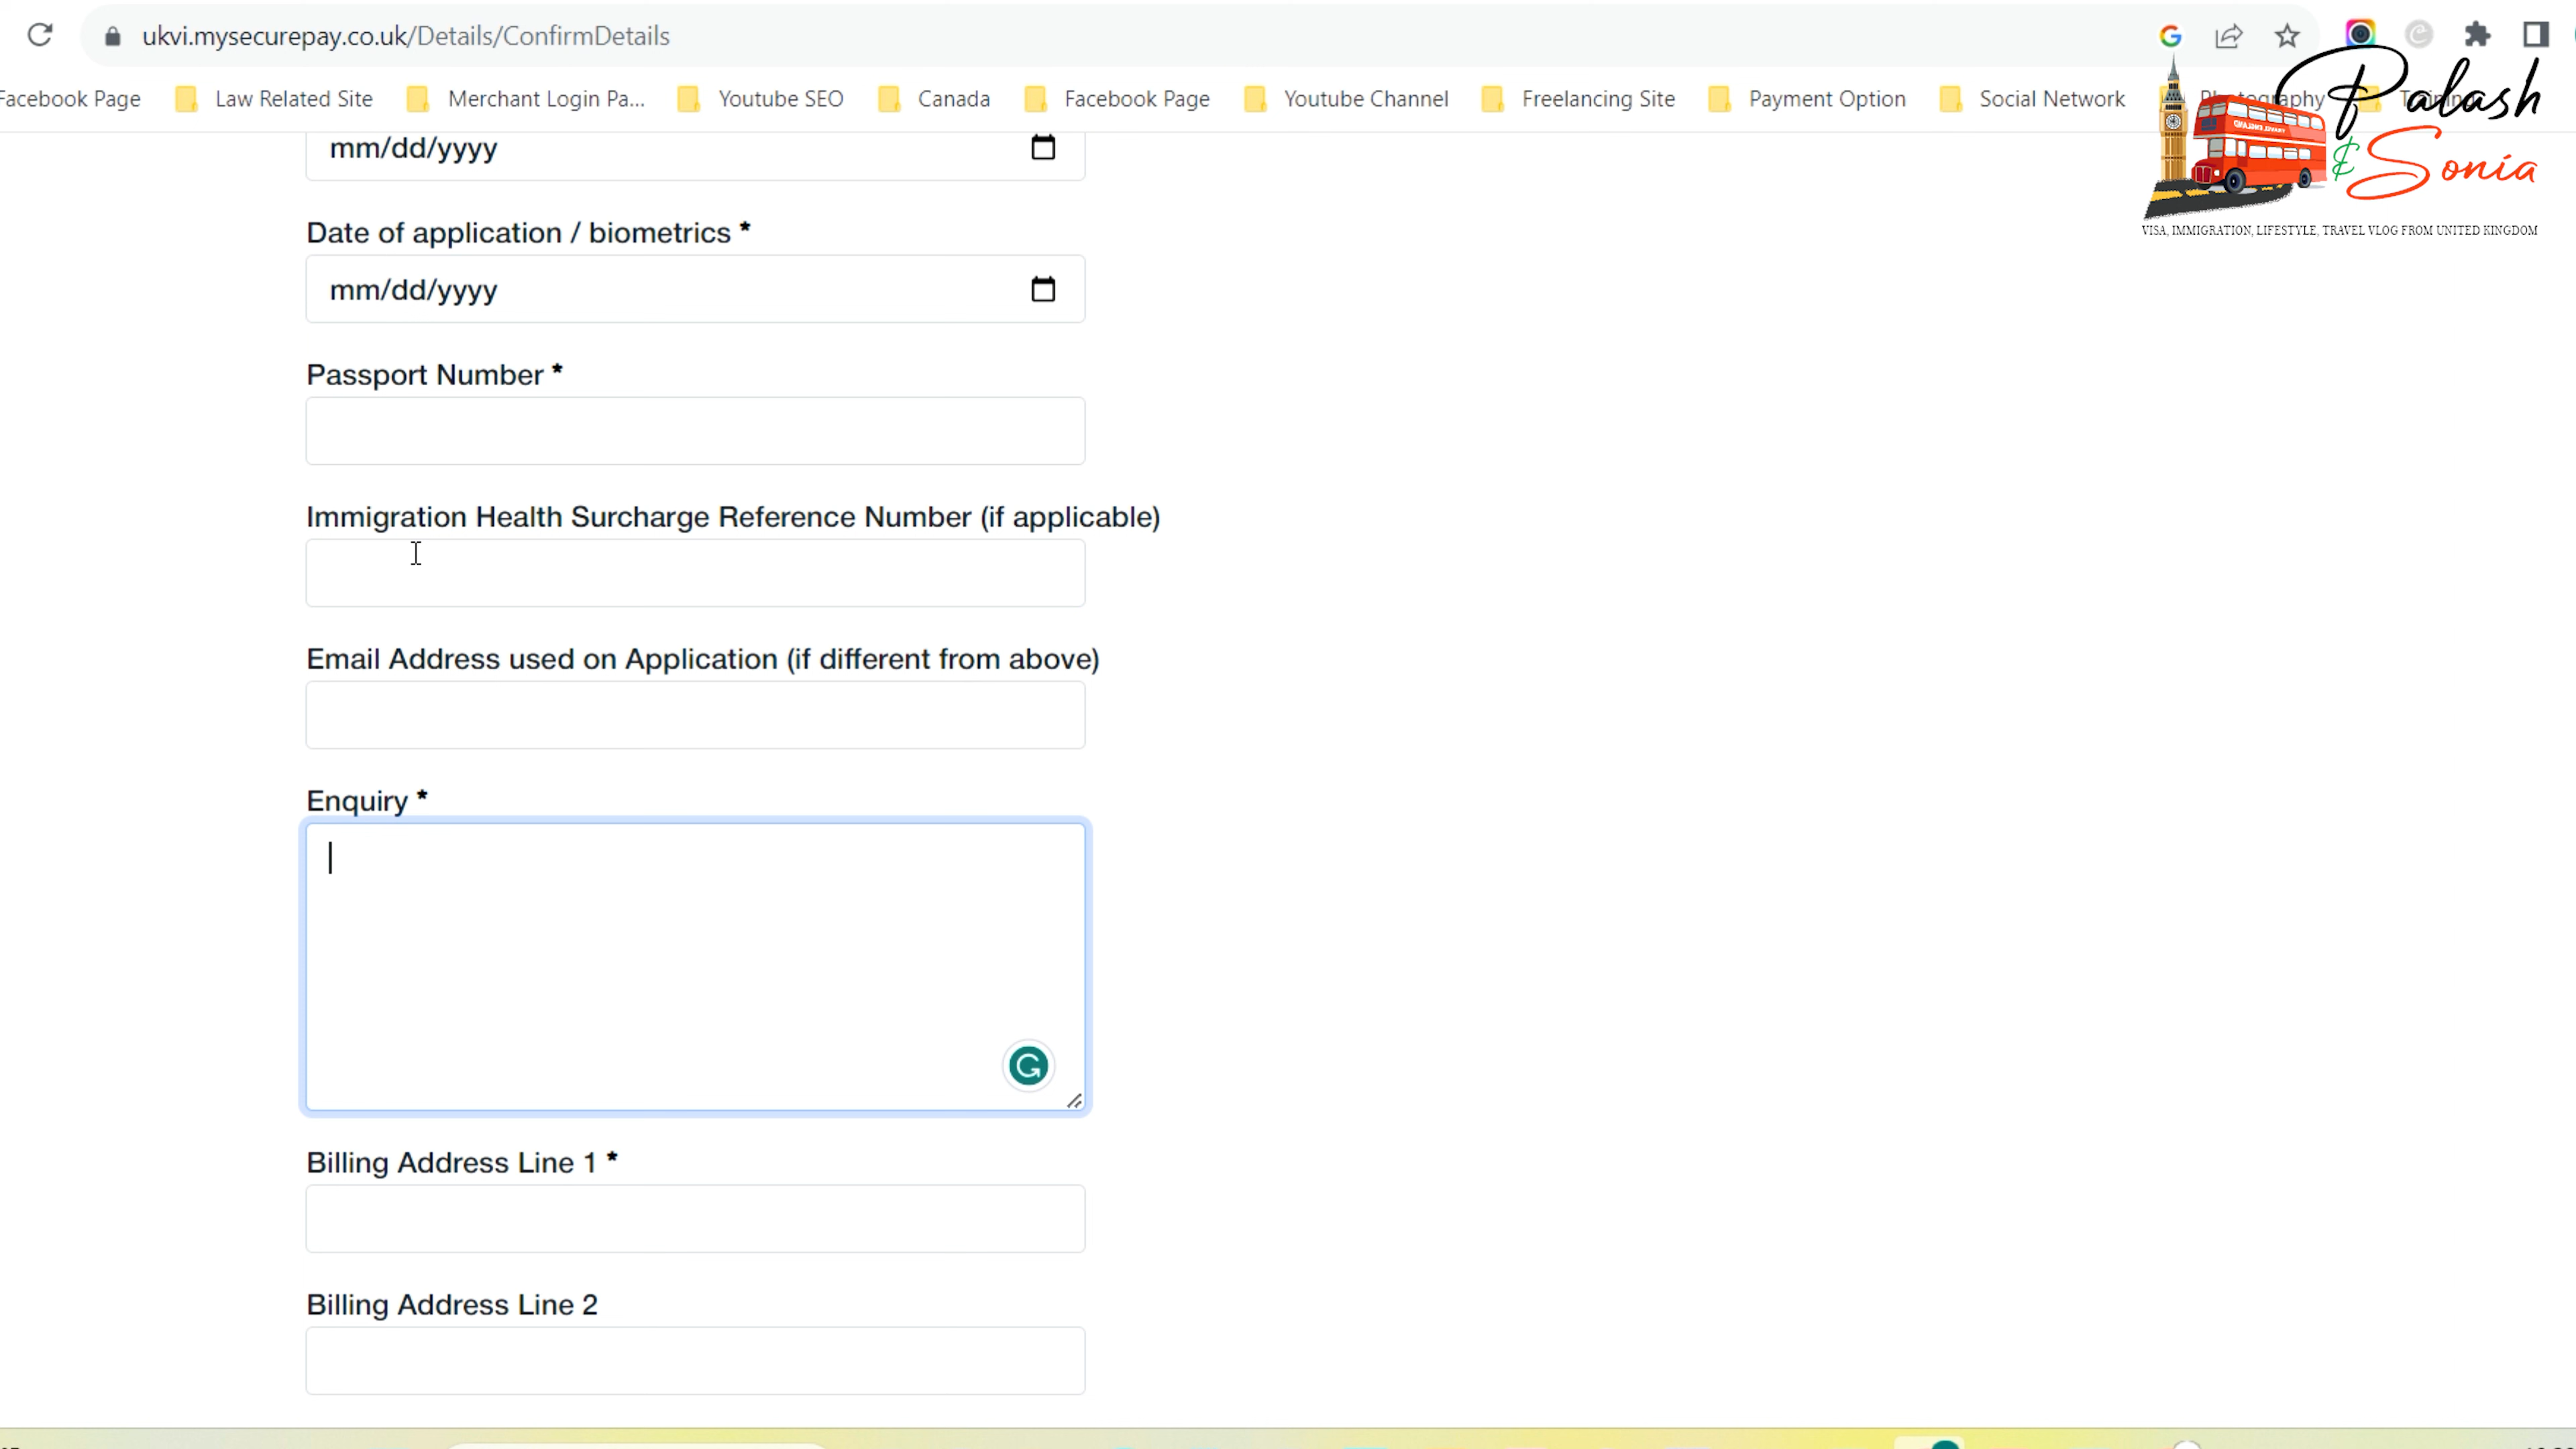 ukvi.mysecurepay.co.uk/Details/ConfirmDetails
Facebook Page Law Related Site Merchant Login Pa... Youtube SEO Canada Facebook Page Youtube Channel Freelancing Site Payment Option Social Network Photography Training
Palash
& Sonia
VISA, IMMIGRATION, LIFESTYLE, TRAVEL VLOG FROM UNITED KINGDOM
mm/dd/yyyy
Date of application / biometrics *
mm/dd/yyyy
Passport Number *
Immigration Health Surcharge Reference Number (if applicable)
Email Address used on Application (if different from above)
Enquiry *
Billing Address Line 1 *
Billing Address Line 2